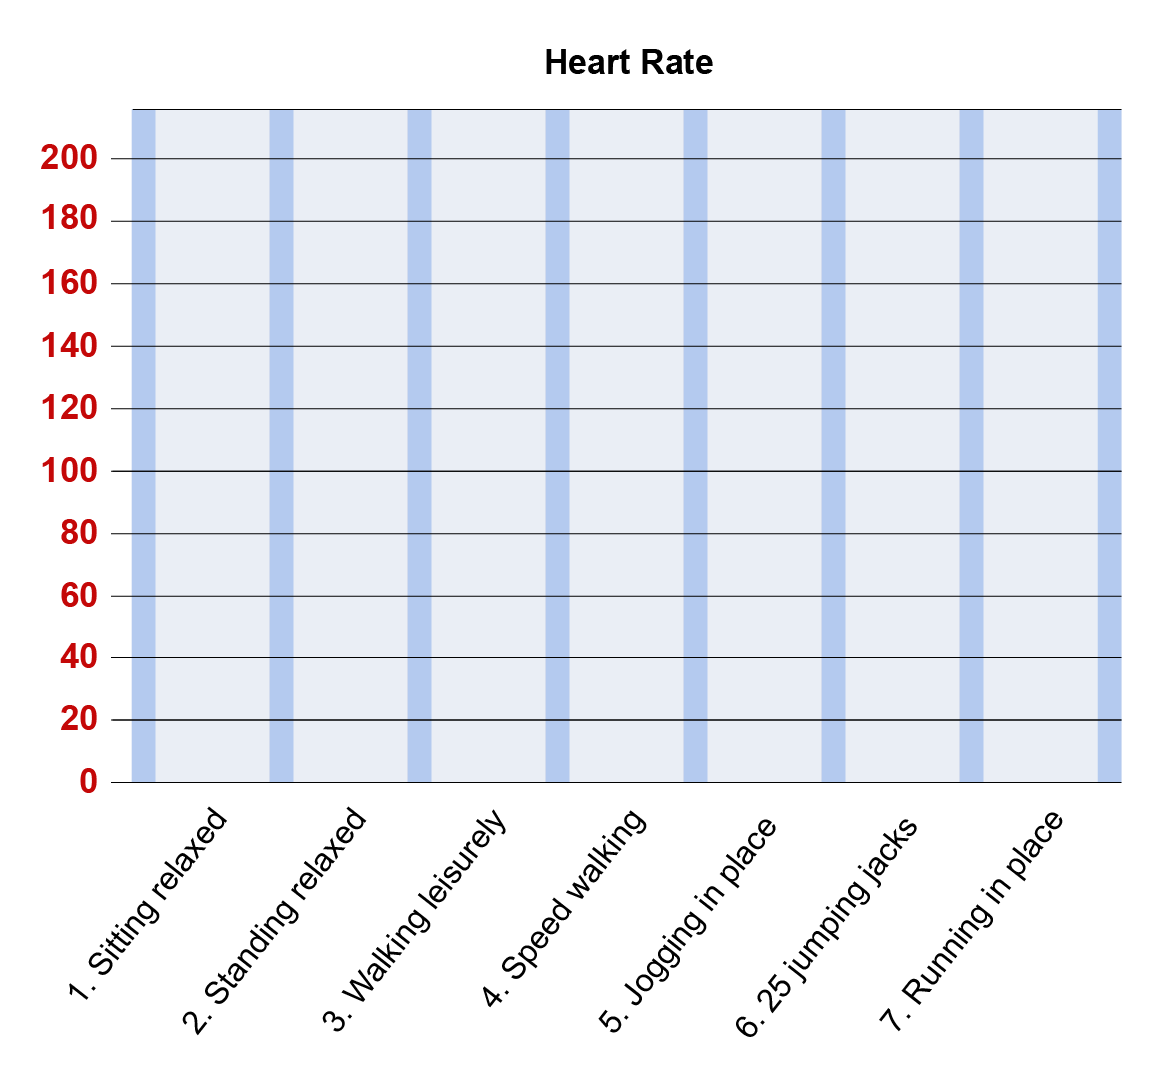 Heart Rate
200
180
160
140
120
100
80
60
40
20
0
1. Sitting relaxed
2. Standing relaxed
3. Walking leisurely
4. Speed walking
5. Jogging in place
6. 25 jumping jacks
7. Running in place